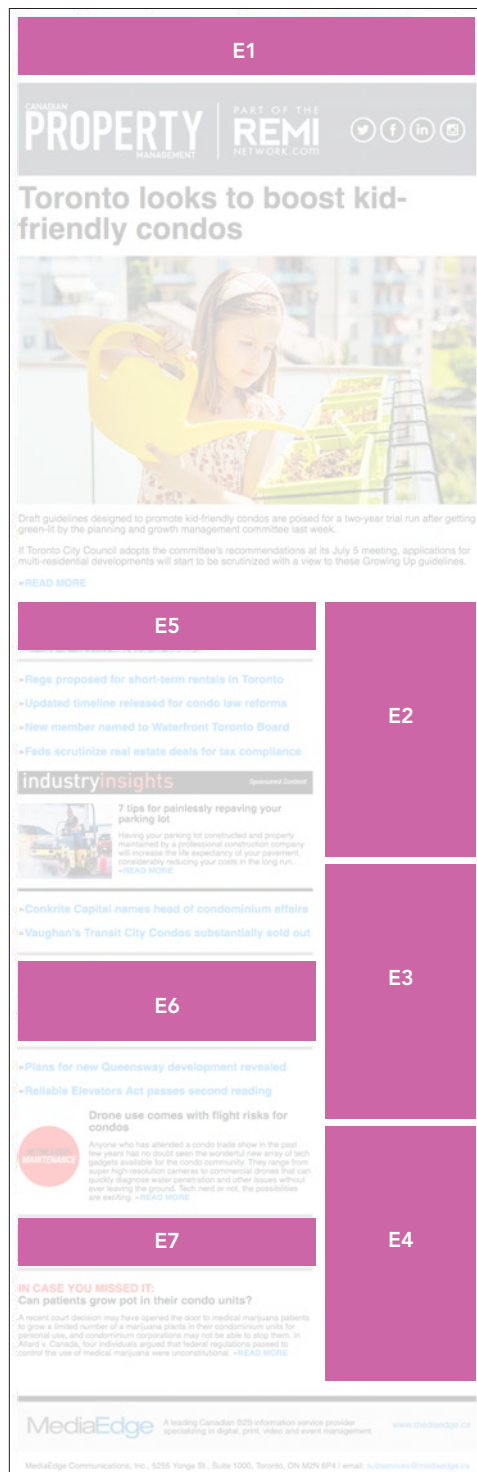 E1
CANADIAN
PROPERTY
MANAGEMENT
PART OF THE
REMI
NETWORK.COM
Toronto looks to boost kid-
friendly condos
Draft guidelines designed to promote kid-friendly condos are poised for a two-year trial run after getting
green-lit by the planning and growth management committee last week.
If Toronto City Council adopts the committee's recommendations at its July 5 meeting, applications for
multi-residential developments will start to be scrutinized with a view to these Growing Up guidelines.
»READ MORE
E5
»Regs proposed for short-term rentals in Toronto
»Updated timeline released for condo law reforms
»New member named to Waterfront Toronto Board
»Feds scrutinize real estate deals for tax compliance
industryinsights Sponsored Content
7 tips for painlessly repaving your
parking lot
Having your parking lot constructed and properly
maintained by a professional construction company
will increase the life expectancy of your pavement,
considerably reducing your costs in the long run.
»READ MORE
»Conkrite Capital names head of condominium affairs
»Vaughan's Transit City Condos substantially sold out
E6
»Plans for new Queensway development revealed
»Reliable Elevators Act passes second reading
MAINTENANCE
Drone use comes with flight risks for
condos
Anyone who has attended a condo trade show in the past
few years has no doubt seen the wonderful new array of tech
gadgets available for the condo community. They range from
super high-resolution cameras to commercial drones that can
quickly diagnose water penetration and other issues without
ever leaving the ground. Tech nerd or not, the possibilities
are exciting. »READ MORE
E7
IN CASE YOU MISSED IT:
Can patients grow pot in their condo units?
A recent court decision may have opened the door to medical marijuana patients
to grow a limited number of a marijuana plants in their condominium units for
personal use, and condominium corporations may not be able to stop them. In
Allard v. Canada, four individuals argued that federal regulations passed to
control the use of medical marijuana were unconstitutional. »READ MORE
E2
E3
E4
MediaEdge
A leading Canadian B2B information service provider
specializing in digital, print, video and event management.
www.mediaedge.ca
MediaEdge Communications, Inc., 5255 Yonge St., Suite 1000, Toronto, ON M2N 6P4 / email: subservices@mediaedge.ca